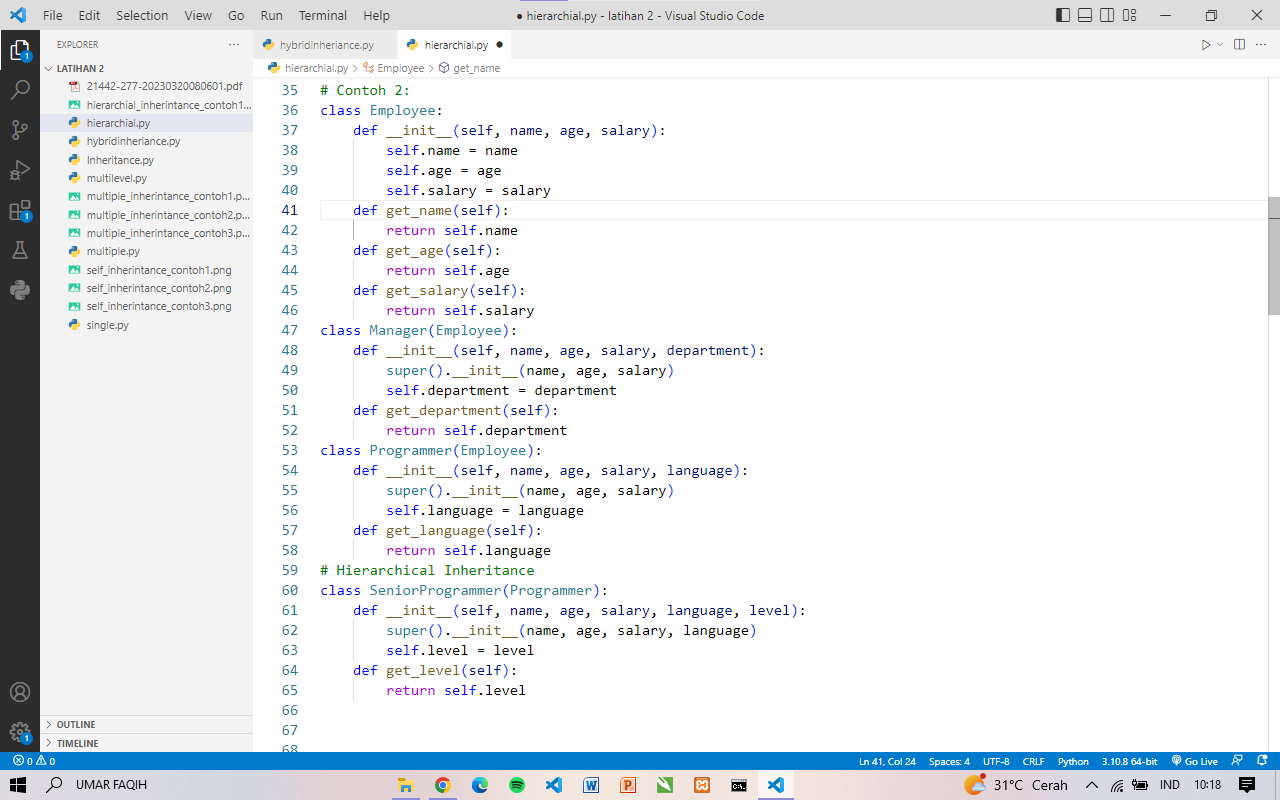 File Edit Selection View Go Run Terminal Help
● hierarchial.py - latihan 2 - Visual Studio Code
EXPLORER
LATIHAN 2
21442-277-20230320080601.pdf
hierarchial_inherintance_contoh1...
hierarchial.py
hybridinheriance.py
Inheritance.py
multilevel.py
multiple_inherintance_contoh1.p...
multiple_inherintance_contoh2.p...
multiple_inherintance_contoh3.p...
multiple.py
self_inherintance_contoh1.png
self_inherintance_contoh2.png
self_inherintance_contoh3.png
single.py
OUTLINE
TIMELINE
1
1
1
hybridinheriance.py hierarchial.py ●
hierarchial.py > Employee > get_name
35 # Contoh 2:
36 class Employee:
37     def __init__(self, name, age, salary):
38         self.name = name
39         self.age = age
40         self.salary = salary
41     def get_name(self):
42         return self.name
43     def get_age(self):
44         return self.age
45     def get_salary(self):
46         return self.salary
47 class Manager(Employee):
48     def __init__(self, name, age, salary, department):
49         super().__init__(name, age, salary)
50         self.department = department
51     def get_department(self):
52         return self.department
53 class Programmer(Employee):
54     def __init__(self, name, age, salary, language):
55         super().__init__(name, age, salary)
56         self.language = language
57     def get_language(self):
58         return self.language
59 # Hierarchical Inheritance
60 class SeniorProgrammer(Programmer):
61     def __init__(self, name, age, salary, language, level):
62         super().__init__(name, age, salary, language)
63         self.level = level
64     def get_level(self):
65         return self.level
66
67
68
0 0 Ln 41, Col 24 Spaces: 4 UTF-8 CRLF Python 3.10.8 64-bit Go Live
UMAR FAQIH 31°C Cerah IND 10:18